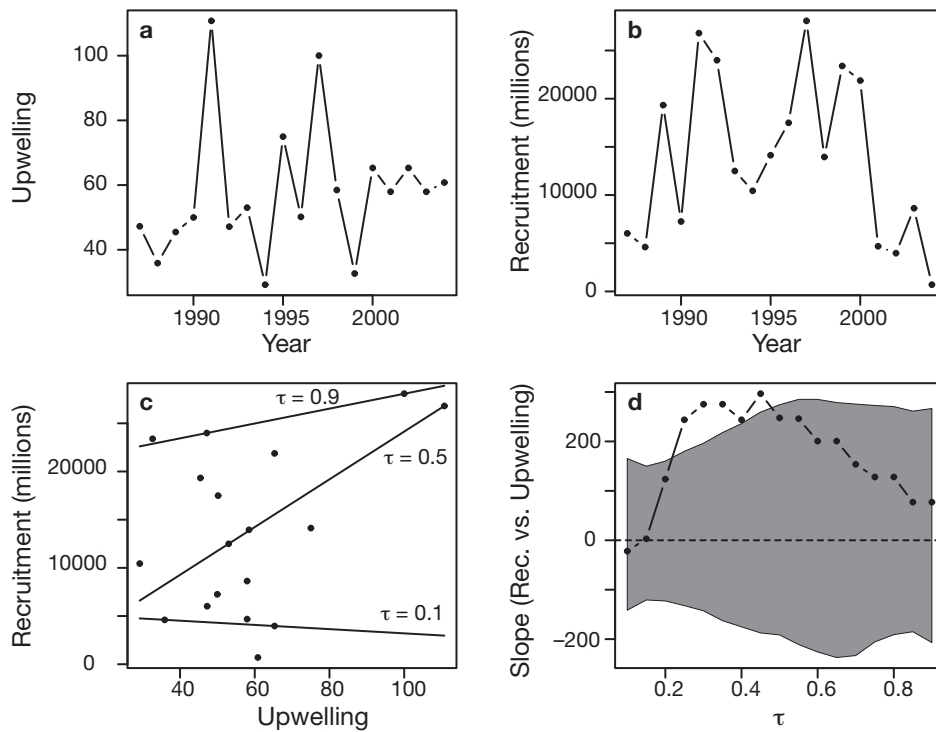 a
Upwelling
100
80
60
40
1990
1995
2000
Year
b
Recruitment (millions)
20000
10000
0
1990
1995
2000
Year
c
Recruitment (millions)
20000
10000
0
τ = 0.9
τ = 0.5
τ = 0.1
40
60
80
100
Upwelling
d
Slope (Rec. vs. Upwelling)
200
0
−200
0.2
0.4
0.6
0.8
τ